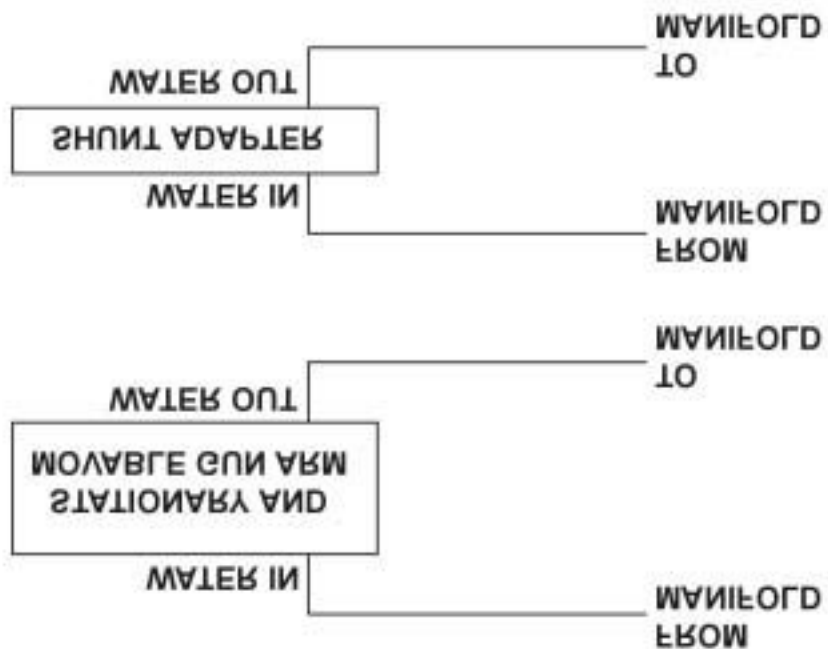 FROM
MANIFOLD
WATER IN
STATIONARY AND
MOVABLE GUN ARM
WATER OUT
TO
MANIFOLD
FROM
MANIFOLD
WATER IN
SHUNT ADAPTER
WATER OUT
TO
MANIFOLD